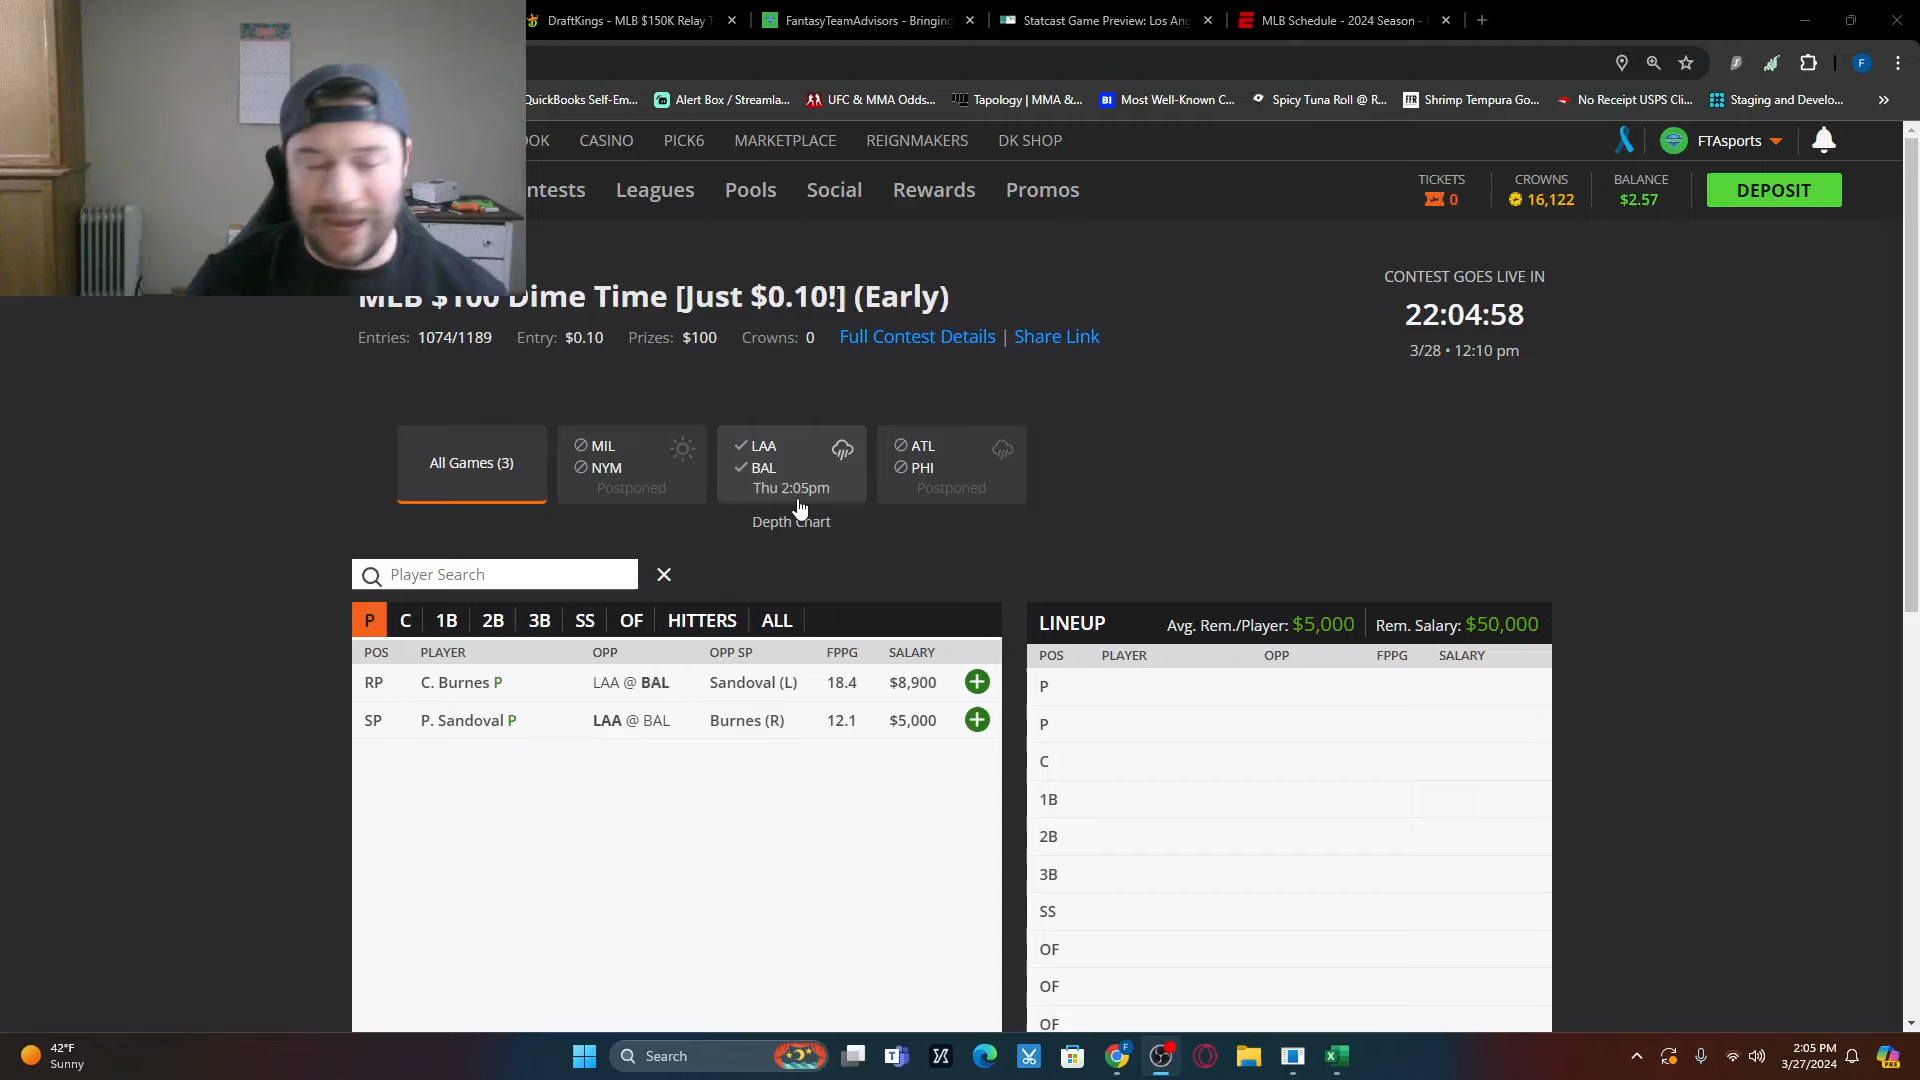 DraftKings - MLB $150K Relay T
FantasyTeamAdvisors - Bringing
Statcast Game Preview: Los Ang
MLB Schedule - 2024 Season -
QuickBooks Self-Em...
Alert Box / Streamla...
UFC & MMA Odds...
Tapology | MMA &...
BI Most Well-Known C...
Spicy Tuna Roll @ R...
FFR Shrimp Tempura Go...
No Receipt USPS Cli...
Staging and Develo...
»
F
OOK CASINO PICK6 MARKETPLACE REIGNMAKERS DK SHOP
FTAsports
ntests Leagues Pools Social Rewards Promos
TICKETS
0
CROWNS
16,122
BALANCE
$2.57
DEPOSIT
MLB $100 Dime Time [Just $0.10!] (Early)
Entries: 1074/1189 Entry: $0.10 Prizes: $100 Crowns: 0 Full Contest Details | Share Link
CONTEST GOES LIVE IN
22:04:58
3/28 • 12:10 pm
All Games (3)
MIL
NYM
Postponed
LAA
BAL
Thu 2:05pm
Depth Chart
ATL
PHI
Postponed
Player Search
P C 1B 2B 3B SS OF HITTERS ALL
POS PLAYER OPP OPP SP FPPG SALARY
RP C. Burnes P LAA @ BAL Sandoval (L) 18.4 $8,900
SP P. Sandoval P LAA @ BAL Burnes (R) 12.1 $5,000
LINEUP Avg. Rem./Player: $5,000 Rem. Salary: $50,000
POS PLAYER OPP FPPG SALARY
P
P
C
1B
2B
3B
SS
OF
OF
OF
42°F
Sunny
Search
2:05 PM
3/27/2024
PRE